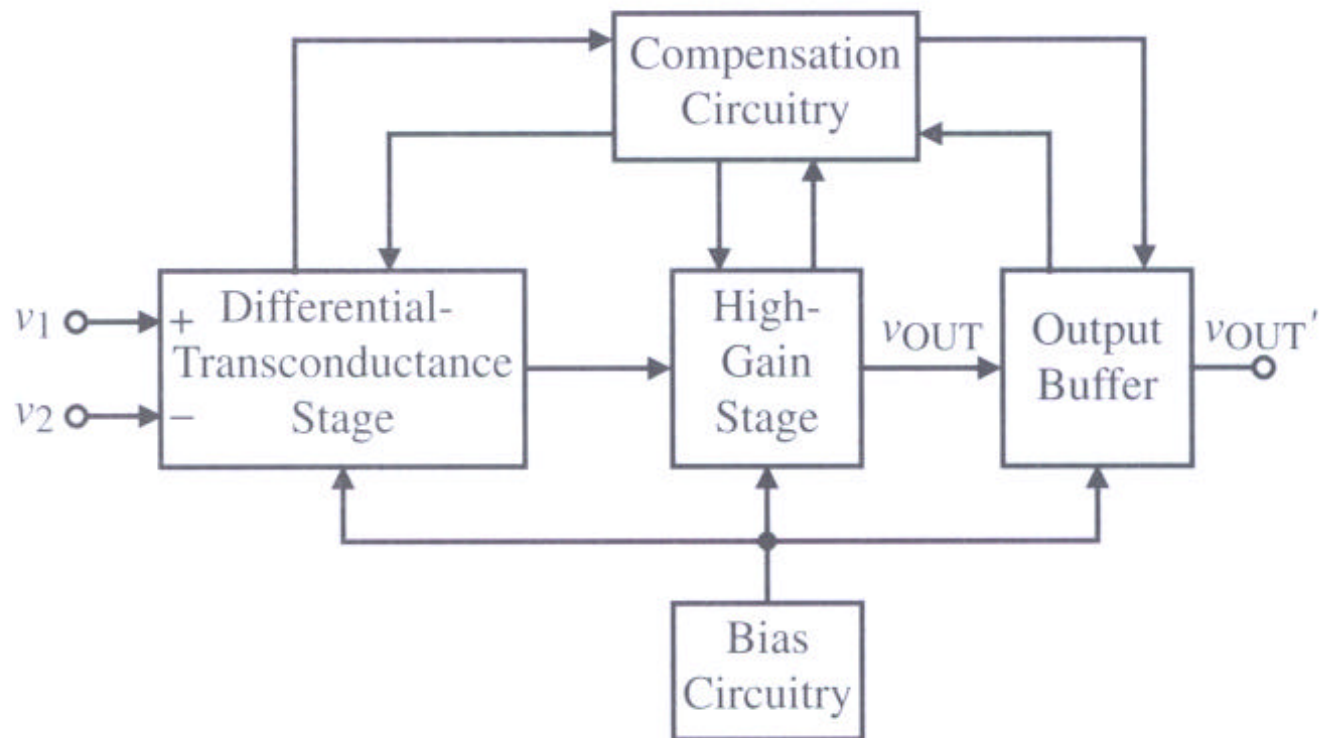 Compensation
Circuitry
v1
+
Differential-
Transconductance
Stage
v2
−
High-
Gain
Stage
vOUT
Output
Buffer
vOUT'
Bias
Circuitry